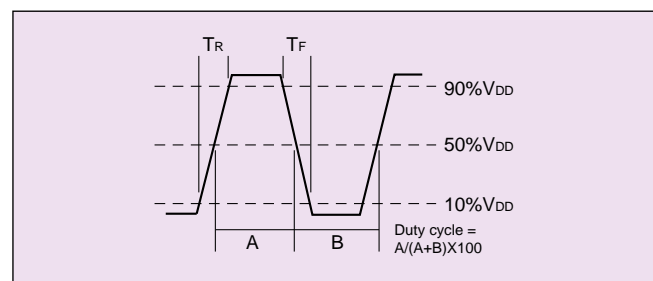 TR TF
90%VDD
50%VDD
10%VDD
A B
Duty cycle =
A/(A+B)X100